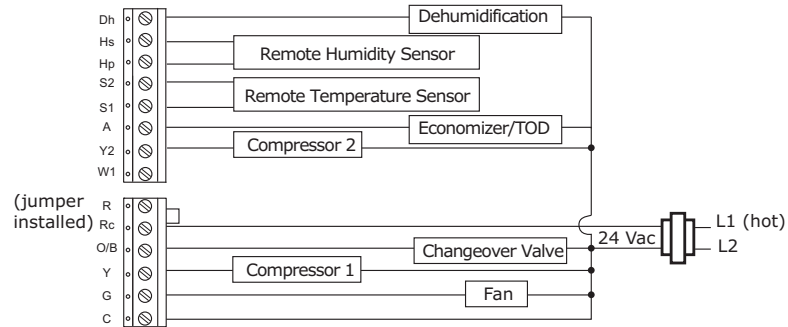 Dh
Dehumidification
Hs
Remote Humidity Sensor
Hp
S2
Remote Temperature Sensor
S1
A
Economizer/TOD
Y2
Compressor 2
W1
(jumper
installed)
R
Rc
L1 (hot)
24 Vac
O/B
Changeover Valve
L2
Y
Compressor 1
G
Fan
C